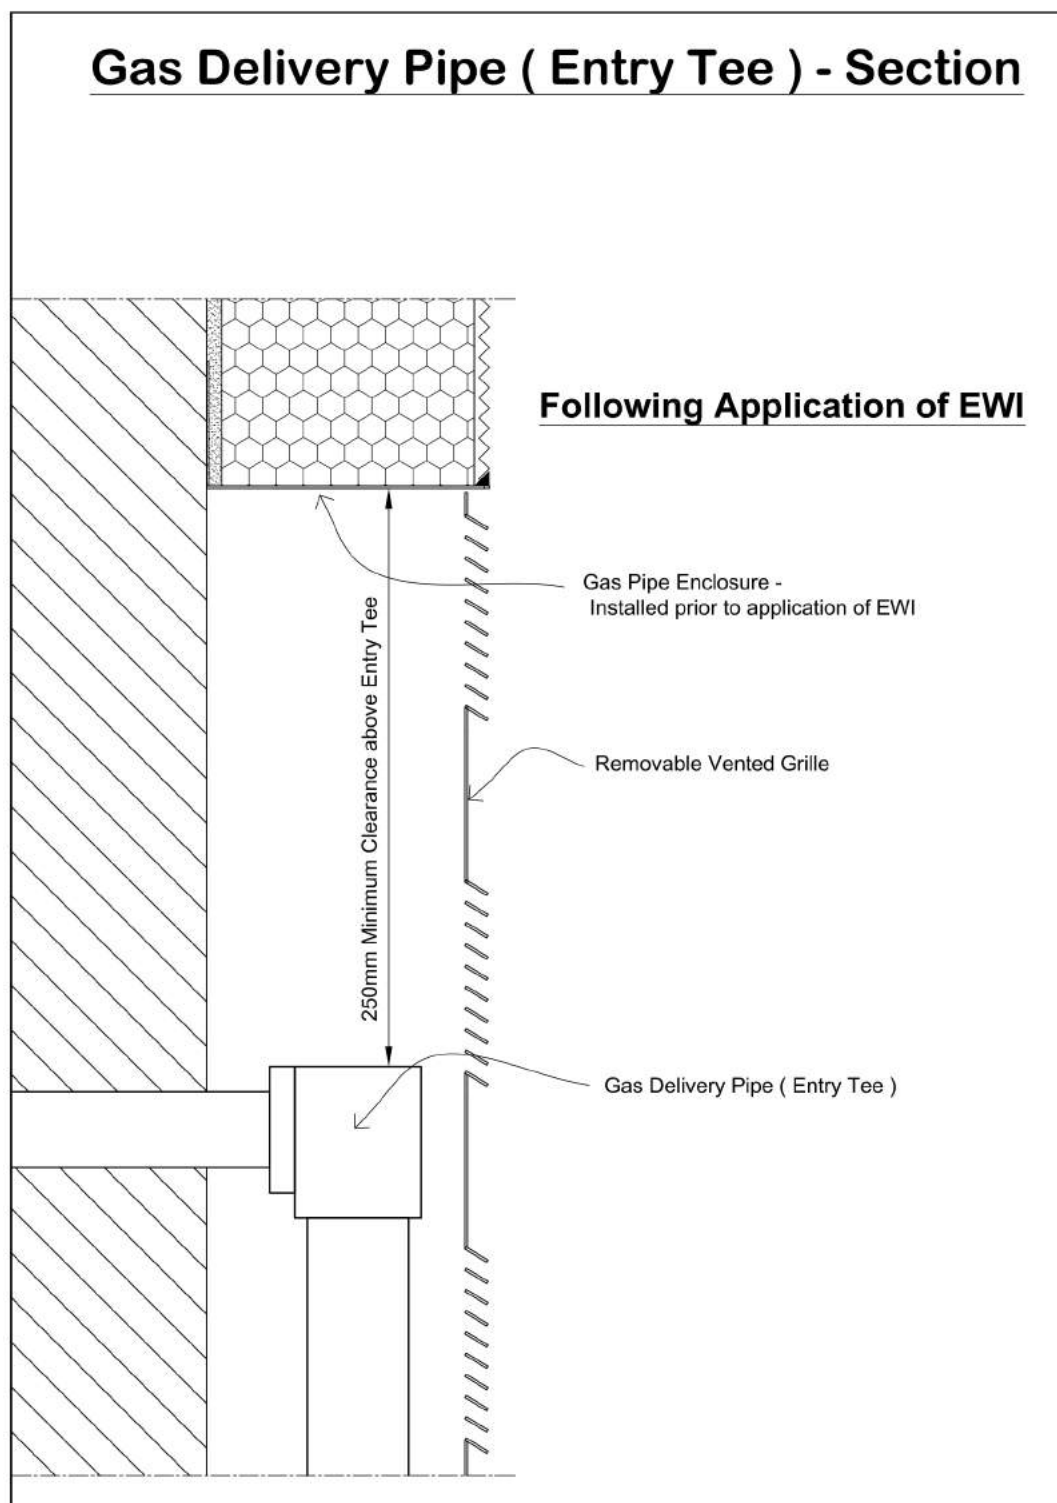 Gas Delivery Pipe ( Entry Tee ) - Section
Following Application of EWI
Gas Pipe Enclosure -
Installed prior to application of EWI
250mm Minimum Clearance above Entry Tee
Removable Vented Grille
Gas Delivery Pipe ( Entry Tee )